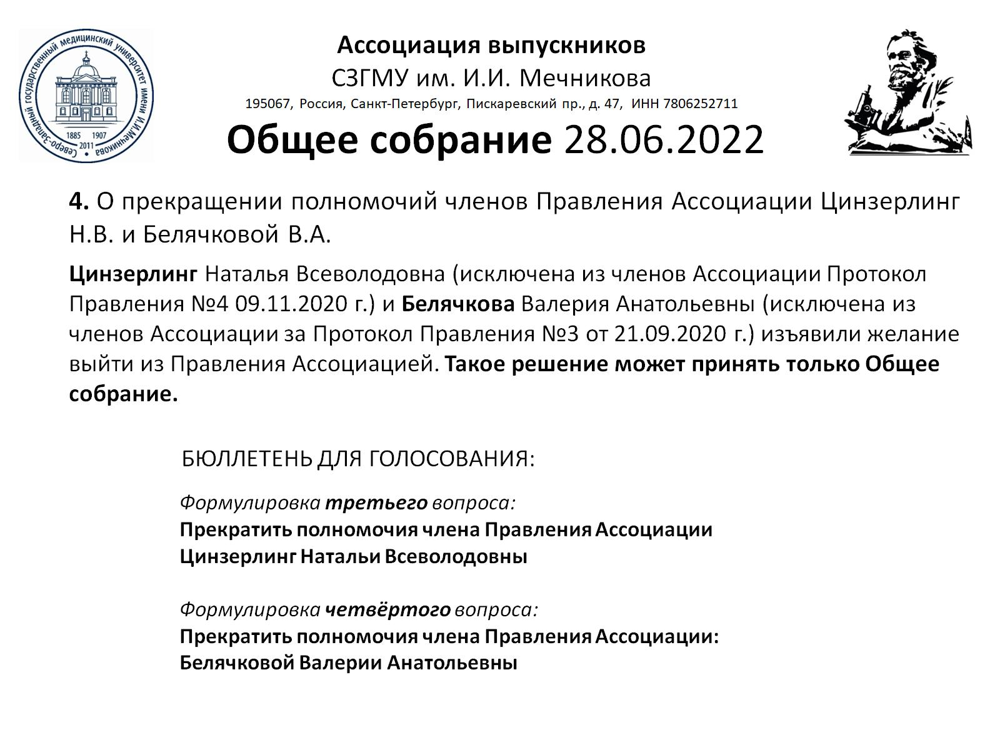 Северо-Западный государственный медицинский университет имени И.И.Мечникова
1885 1907
2011
Ассоциация выпускников
СЗГМУ им. И.И. Мечникова
195067, Россия, Санкт-Петербург, Пискаревский пр., д. 47, ИНН 7806252711
Общее собрание 28.06.2022
4. О прекращении полномочий членов Правления Ассоциации Цинзерлинг
Н.В. и Белячковой В.А.
Цинзерлинг Наталья Всеволодовна (исключена из членов Ассоциации Протокол
Правления №4 09.11.2020 г.) и Белячкова Валерия Анатольевны (исключена из
членов Ассоциации за Протокол Правления №3 от 21.09.2020 г.) изъявили желание
выйти из Правления Ассоциацией. Такое решение может принять только Общее
собрание.
БЮЛЛЕТЕНЬ ДЛЯ ГОЛОСОВАНИЯ:
Формулировка третьего вопроса:
Прекратить полномочия члена Правления Ассоциации
Цинзерлинг Натальи Всеволодовны
Формулировка четвёртого вопроса:
Прекратить полномочия члена Правления Ассоциации:
Белячковой Валерии Анатольевны